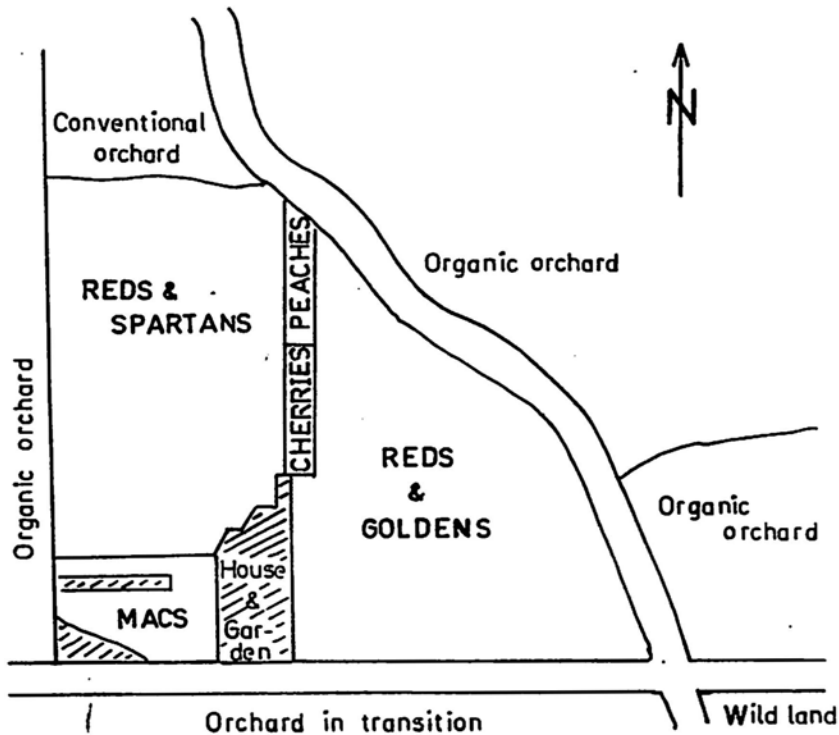 N
Conventional
orchard
Organic orchard
REDS &
SPARTANS
PEACHES
CHERRIES
Organic orchard
REDS
&
GOLDENS
Organic
orchard
House
&
Gar-
den
MACS
Orchard in transition
Wild land